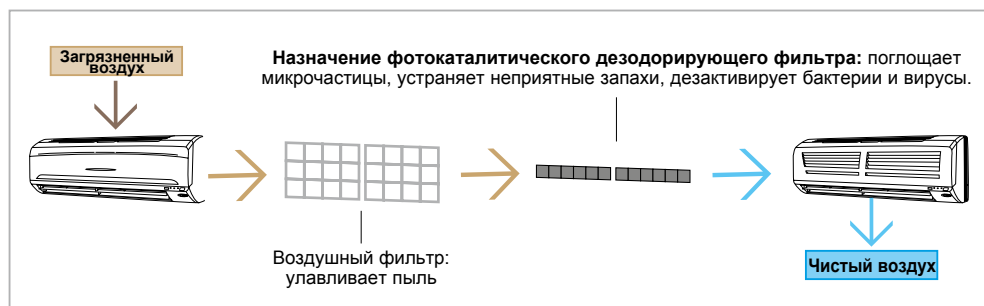 Загрязненный
воздух
Назначение фотокаталитического дезодорирующего фильтра: поглощает
микрочастицы, устраняет неприятные запахи, дезактивирует бактерии и вирусы.
Воздушный фильтр:
улавливает пыль
Чистый воздух